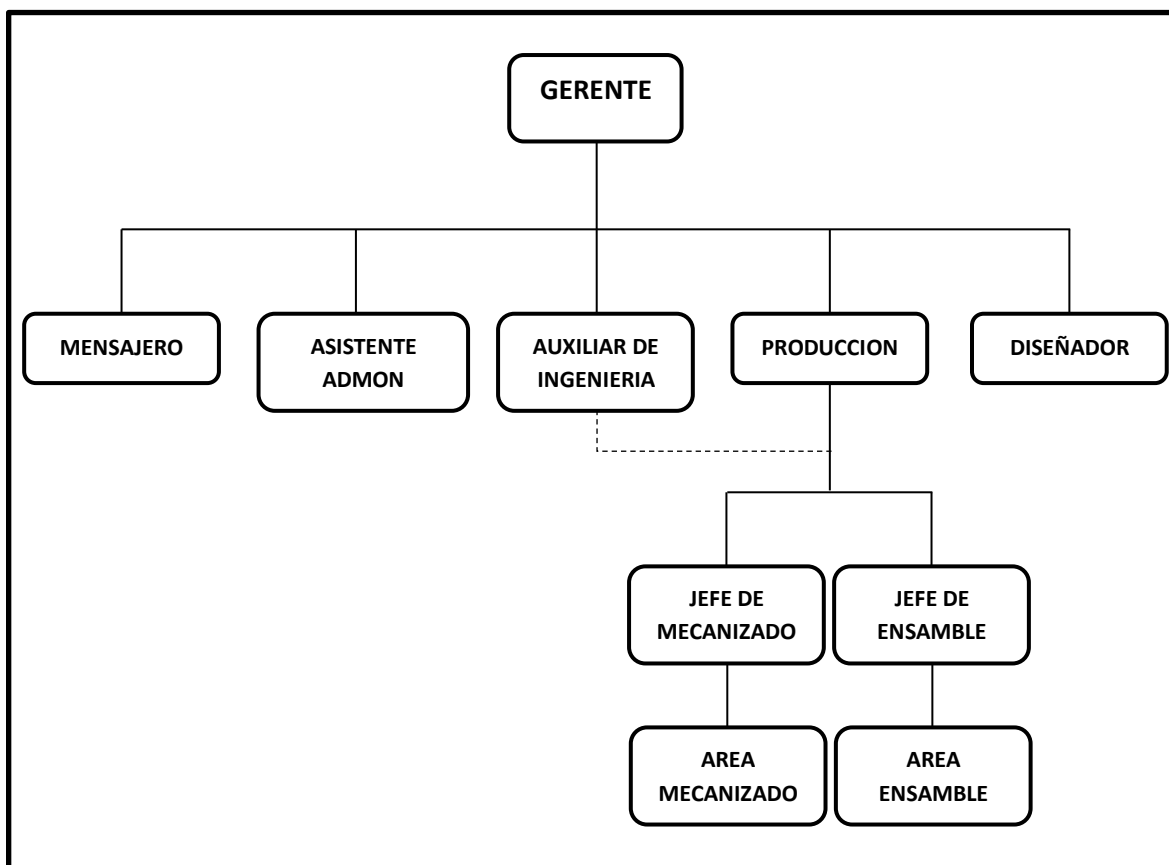 GERENTE
MENSAJERO
ASISTENTE
ADMON
AUXILIAR DE
INGENIERIA
PRODUCCION
DISEÑADOR
JEFE DE
MECANIZADO
JEFE DE
ENSAMBLE
AREA
MECANIZADO
AREA
ENSAMBLE